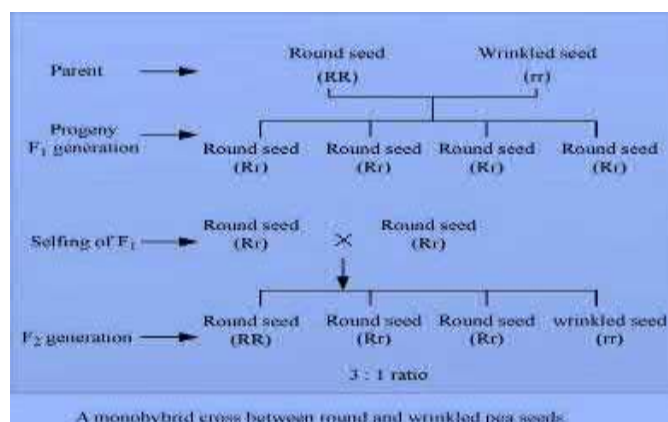 Round seed Wrinkled seed
Parent (RR) (rr)
Progeny
F₁ generation Round seed Round seed Round seed Round seed
(Rr) (Rr) (Rr) (Rr)
Round seed Round seed
Selfing of F₁ (Rr) × (Rr)
Round seed Round seed Round seed wrinkled seed
F₂ generation (RR) (Rr) (Rr) (rr)
3 : 1 ratio
A monohybrid cross between round and wrinkled pea seeds